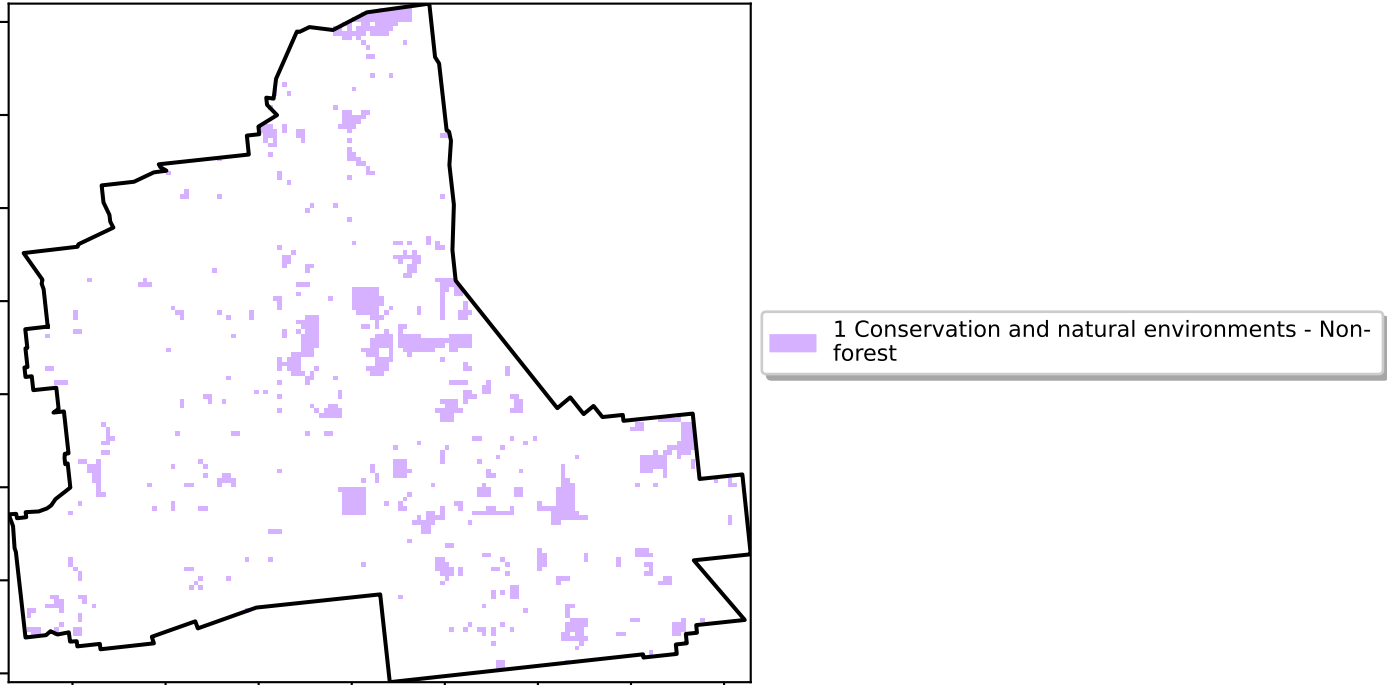 1 Conservation and natural environments - Non-
forest